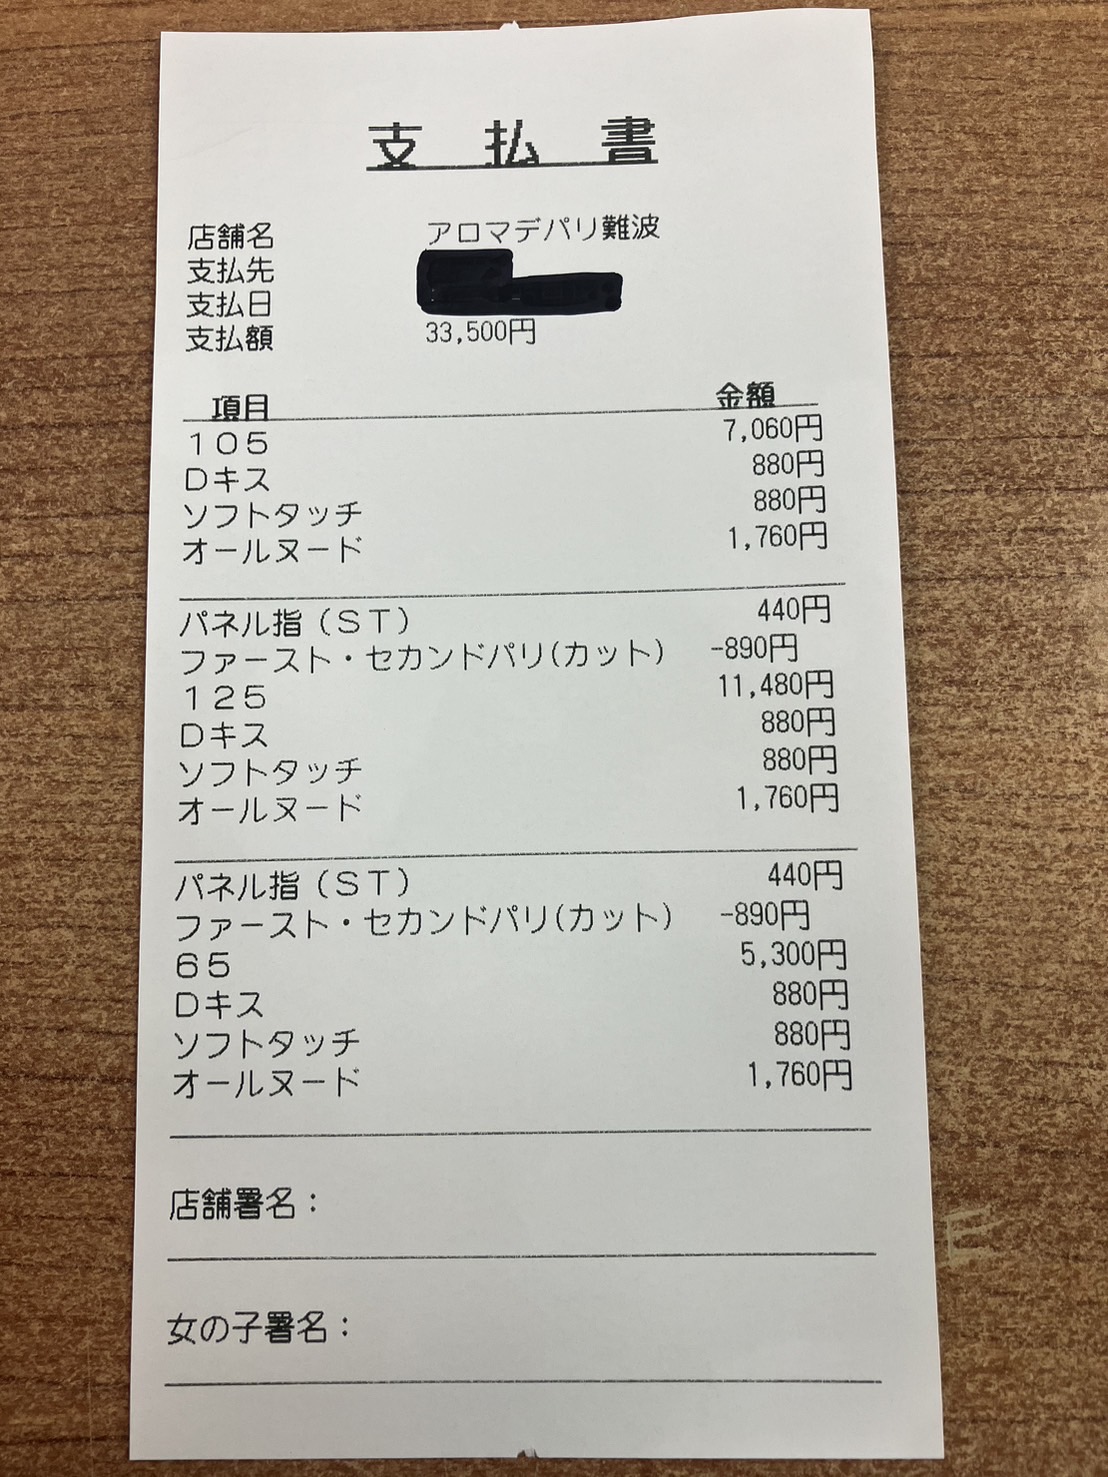 支払書
店舗名 アロマデパリ難波
支払先
支払日
支払額 33,500円
項目 金額
105 7,060円
Dキス 880円
ソフトタッチ 880円
オールヌード 1,760円
パネル指(ST) 440円
ファースト・セカンドパリ(カット) -890円
125 11,480円
Dキス 880円
ソフトタッチ 880円
オールヌード 1,760円
パネル指(ST) 440円
ファースト・セカンドパリ(カット) -890円
65 5,300円
Dキス 880円
ソフトタッチ 880円
オールヌード 1,760円
店舗署名:
女の子署名: